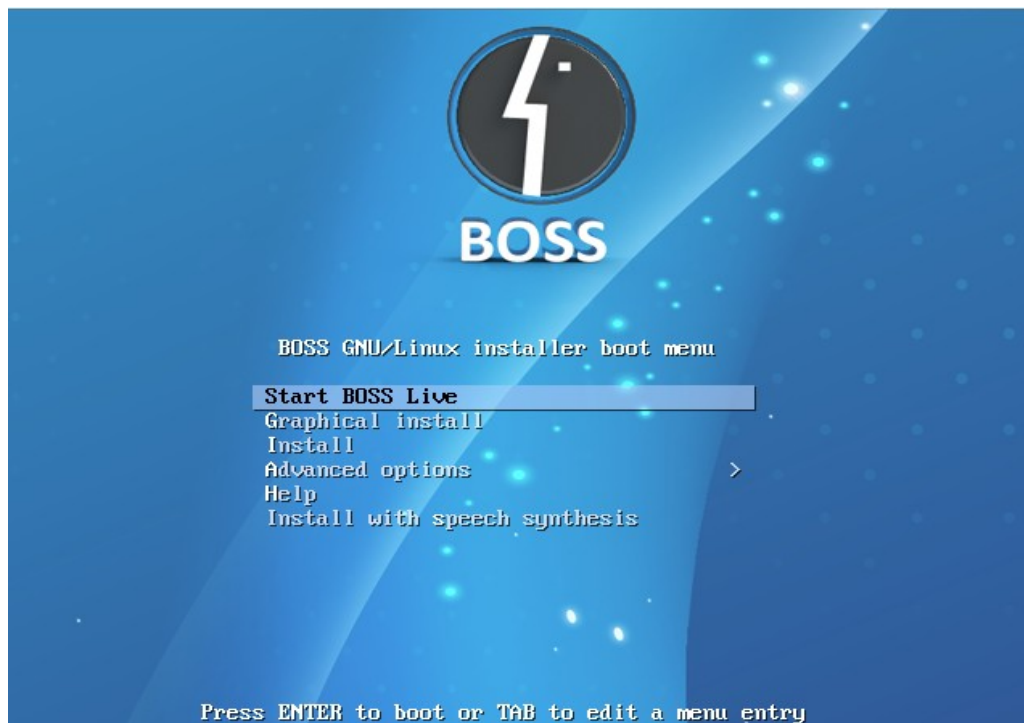 BOSS
BOSS GNU/Linux installer boot menu
Start BOSS Live
Graphical install
Install
Advanced options >
Help
Install with speech synthesis
Press ENTER to boot or TAB to edit a menu entry